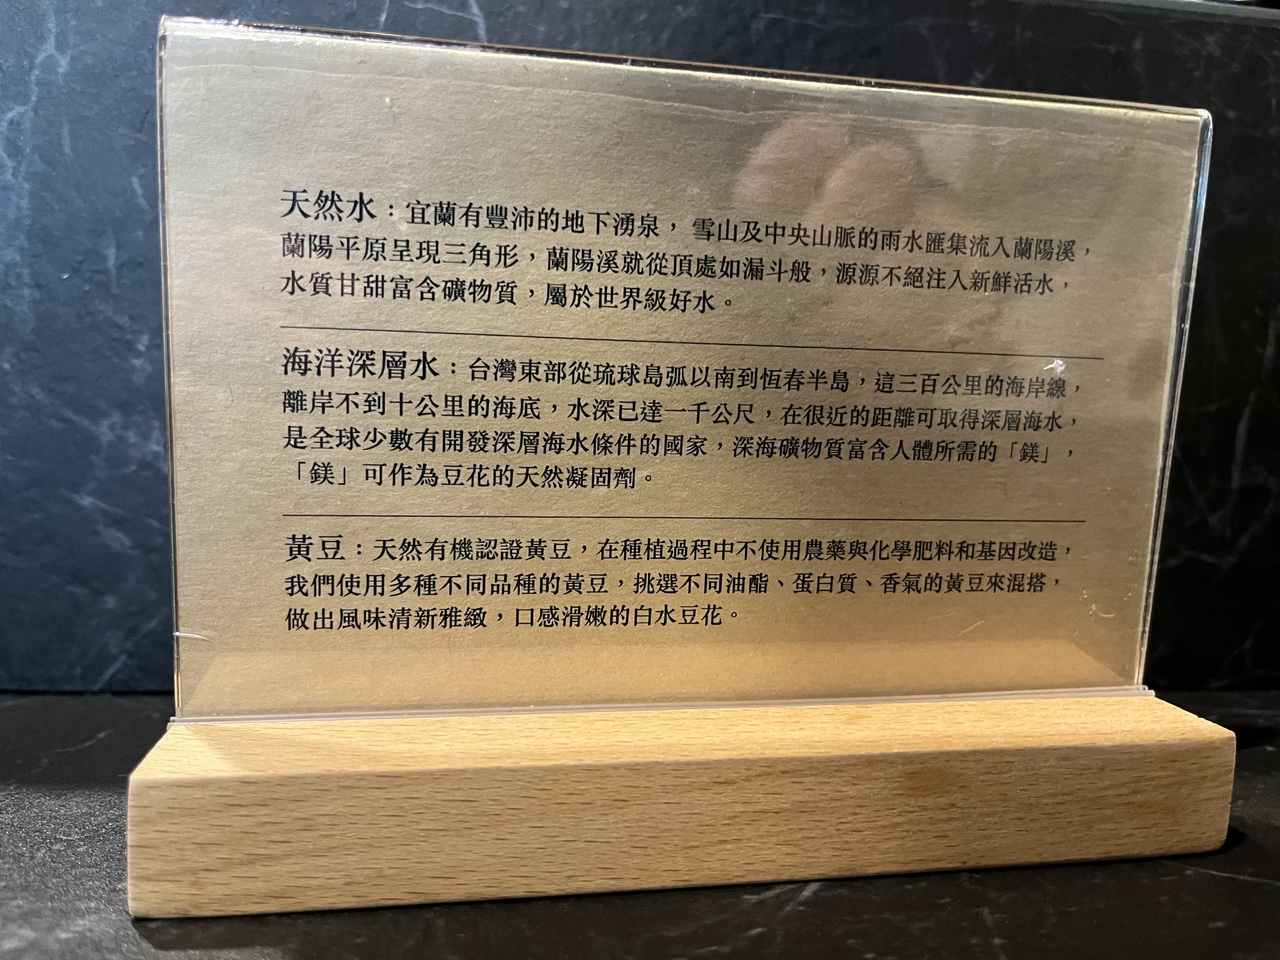 天然水：宜蘭有豐沛的地下湧泉，雪山及中央山脈的雨水匯集流入蘭陽溪，
蘭陽平原呈現三角形，蘭陽溪就從頂處如漏斗般，源源不絕注入新鮮活水，
水質甘甜富含礦物質，屬於世界級好水。
海洋深層水：台灣東部從琉球島弧以南到恆春半島，這三百公里的海岸線，
離岸不到十公里的海底，水深已達一千公尺，在很近的距離可取得深層海水，
是全球少數有開發深層海水條件的國家，深海礦物質富含人體所需的「鎂」，
「鎂」可作為豆花的天然凝固劑。
黃豆：天然有機認證黃豆，在種植過程中不使用農藥與化學肥料和基因改造，
我們使用多種不同品種的黃豆，挑選不同油酯、蛋白質、香氣的黃豆來混搭，
做出風味清新雅緻，口感滑嫩的白水豆花。